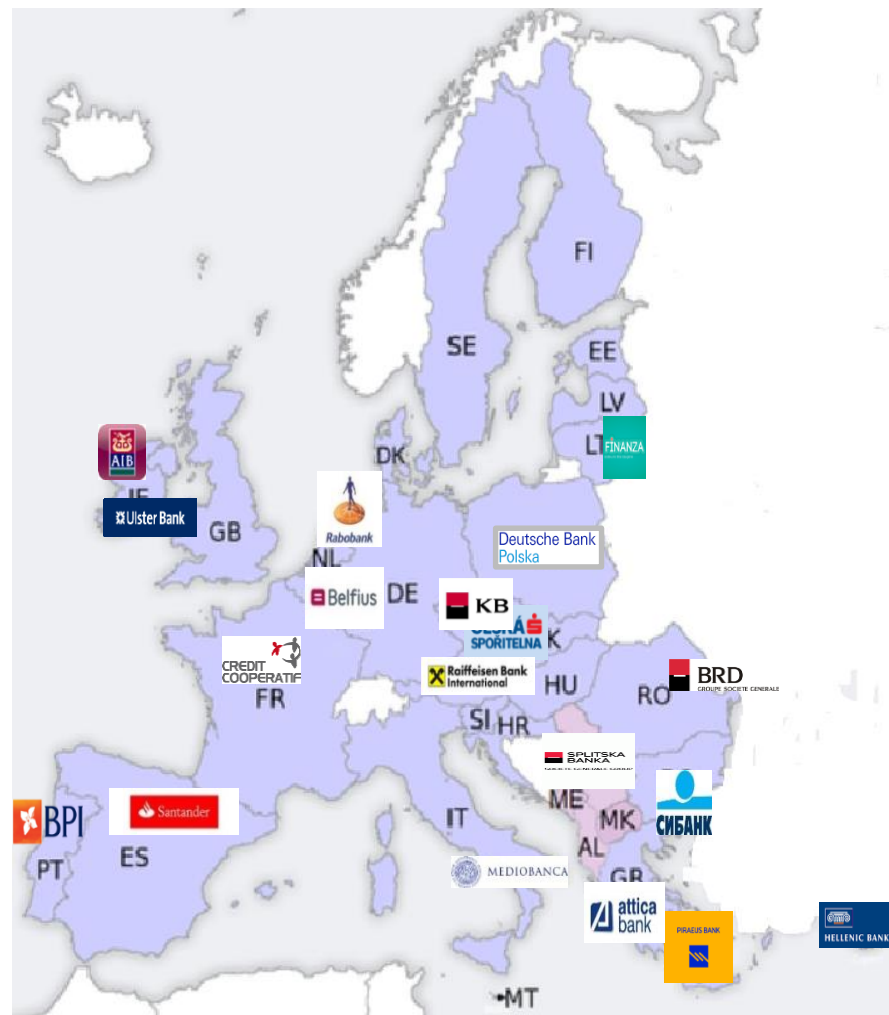 FI
SE
EE
LV
LT
FINANZA
DK
AIB
IE
Ulster Bank
GB
Rabobank
NL
Deutsche Bank
Polska
Belfius
DE
KB
ČESKÁ
SPOŘITELNA
K
CREDIT
COOPERATIF
FR
Raiffeisen Bank
International
HU
RO
BRD
GROUPE SOCIETE GENERALE
SI
HR
SPLITSKA
BANKA
ME
MK
AL
СИБАНК
BPI
PT
Santander
ES
IT
MEDIOBANCA
GR
attica
bank
PIRAEUS BANK
HELLENIC BANK
MT